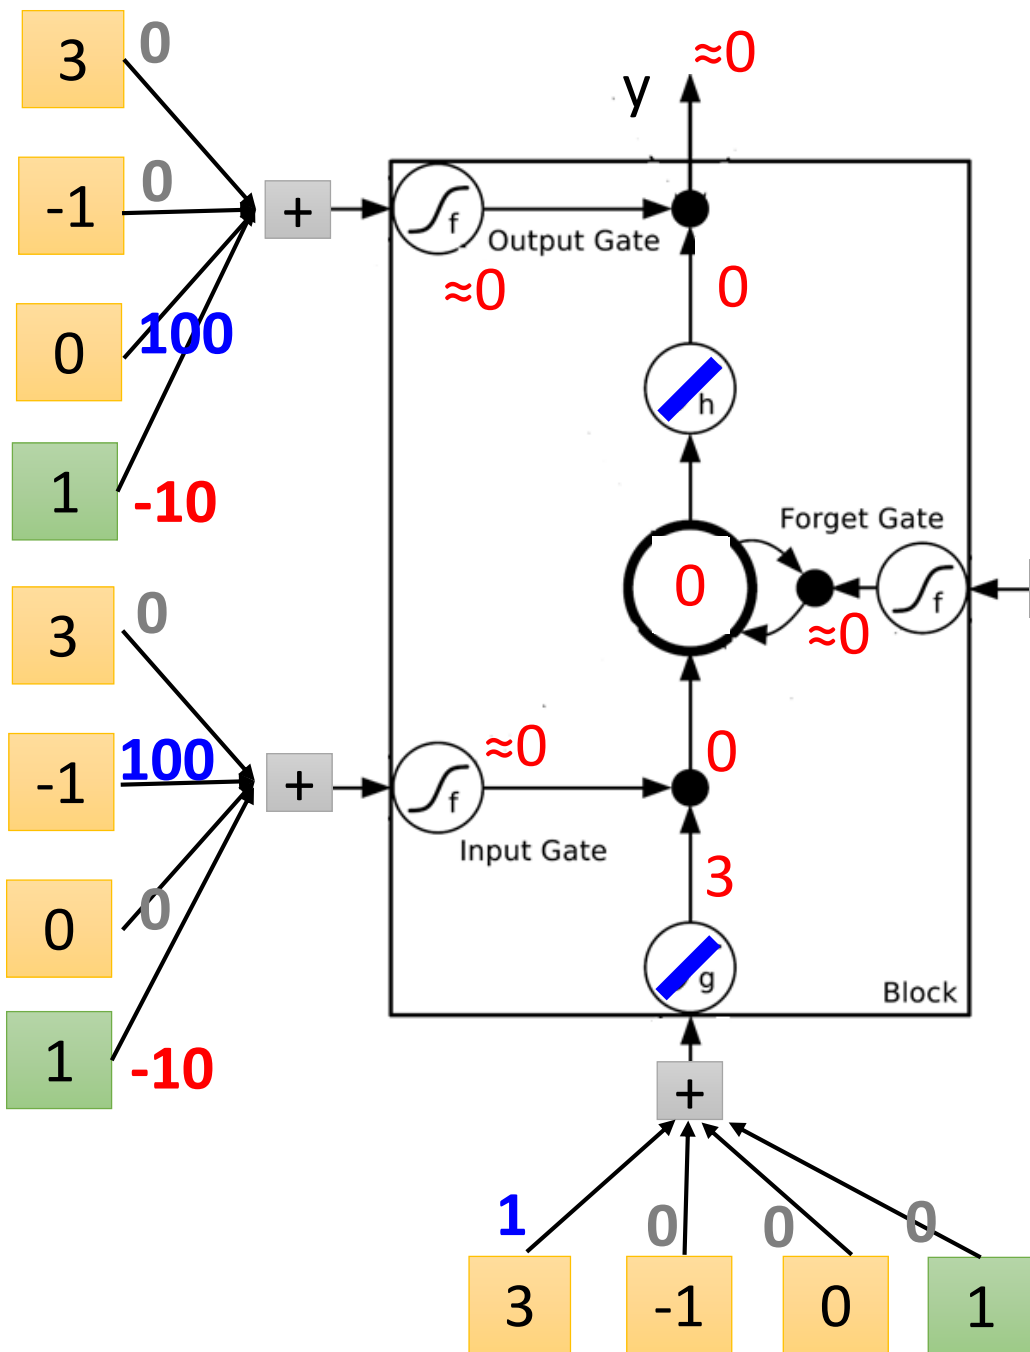 3 0
≈0
y
-1 0
+
f
Output Gate
≈0
0
0 100
h
1 -10
Forget Gate
0
f
≈0
3 0
-1 100
≈0
0
+
f
Input Gate
3
0 0
g
Block
1 -10
+
1 0 0 0
3 -1 0 1